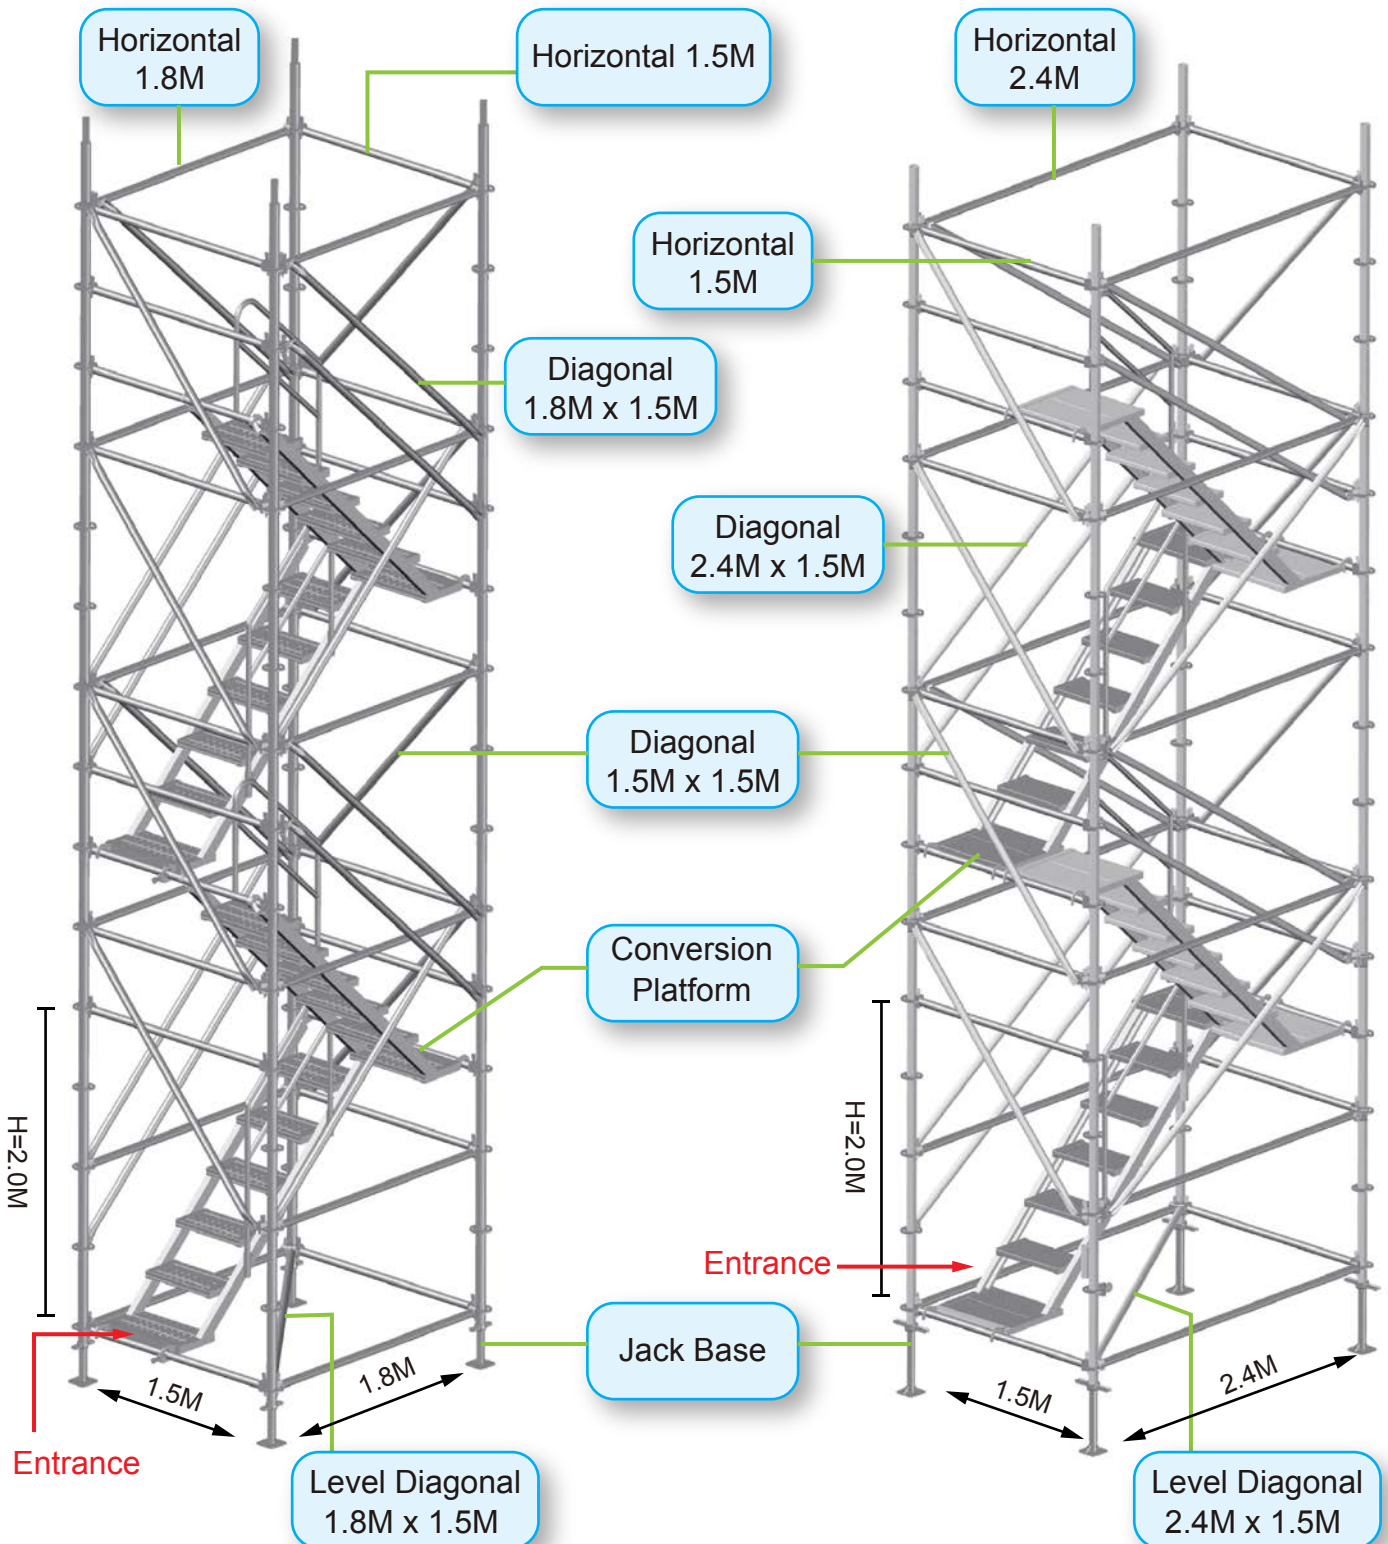 Horizontal
1.8M
Horizontal 1.5M
Horizontal
2.4M
Horizontal
1.5M
Diagonal
1.8M x 1.5M
Diagonal
2.4M x 1.5M
Diagonal
1.5M x 1.5M
Conversion
Platform
H=2.0M
H=2.0M
Entrance
Jack Base
1.5M
1.8M
1.5M
2.4M
Entrance
Level Diagonal
1.8M x 1.5M
Level Diagonal
2.4M x 1.5M